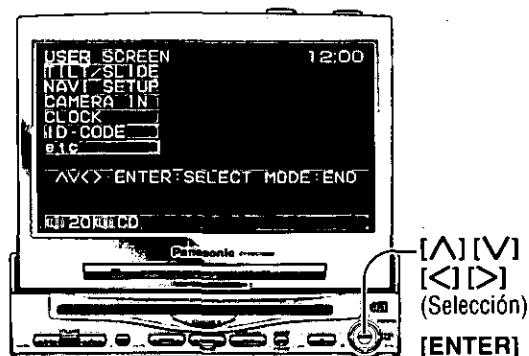 USER SCREEN 12:00
TILT/SLIDE
NAVI SETUP
CAMERA IN
CLOCK
ID-CODE
etc
ΛV<> ENTER:SELECT MODE:END
20 CD
Panasonic
[Λ] [V]
[<] [>]
(Selección)
[ENTER]